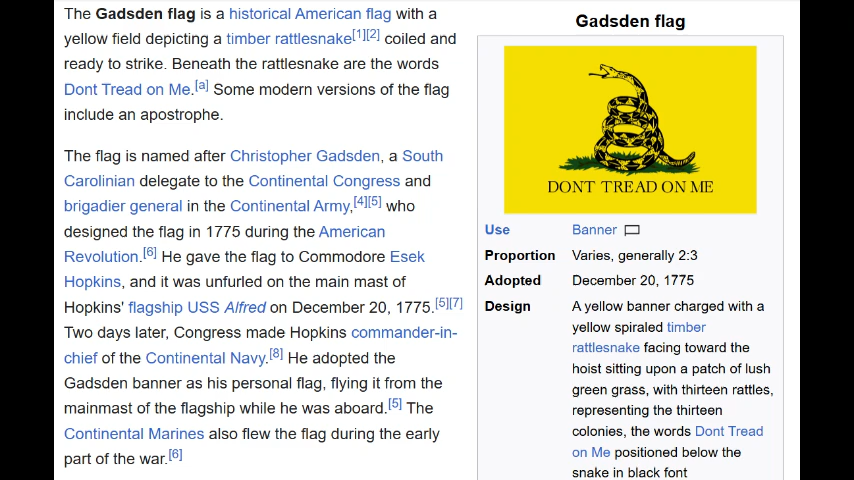 The Gadsden flag is a historical American flag with a
yellow field depicting a timber rattlesnake[1][2] coiled and
ready to strike. Beneath the rattlesnake are the words
Dont Tread on Me.[a] Some modern versions of the flag
include an apostrophe.
The flag is named after Christopher Gadsden, a South
Carolinian delegate to the Continental Congress and
brigadier general in the Continental Army,[4][5] who
designed the flag in 1775 during the American
Revolution.[6] He gave the flag to Commodore Esek
Hopkins, and it was unfurled on the main mast of
Hopkins' flagship USS Alfred on December 20, 1775.[5][7]
Two days later, Congress made Hopkins commander-in-
chief of the Continental Navy.[8] He adopted the
Gadsden banner as his personal flag, flying it from the
mainmast of the flagship while he was aboard.[5] The
Continental Marines also flew the flag during the early
part of the war.[6]
Gadsden flag
DONT TREAD ON ME
Use Banner
Proportion Varies, generally 2:3
Adopted December 20, 1775
Design A yellow banner charged with a
yellow spiraled timber
rattlesnake facing toward the
hoist sitting upon a patch of lush
green grass, with thirteen rattles,
representing the thirteen
colonies, the words Dont Tread
on Me positioned below the
snake in black font